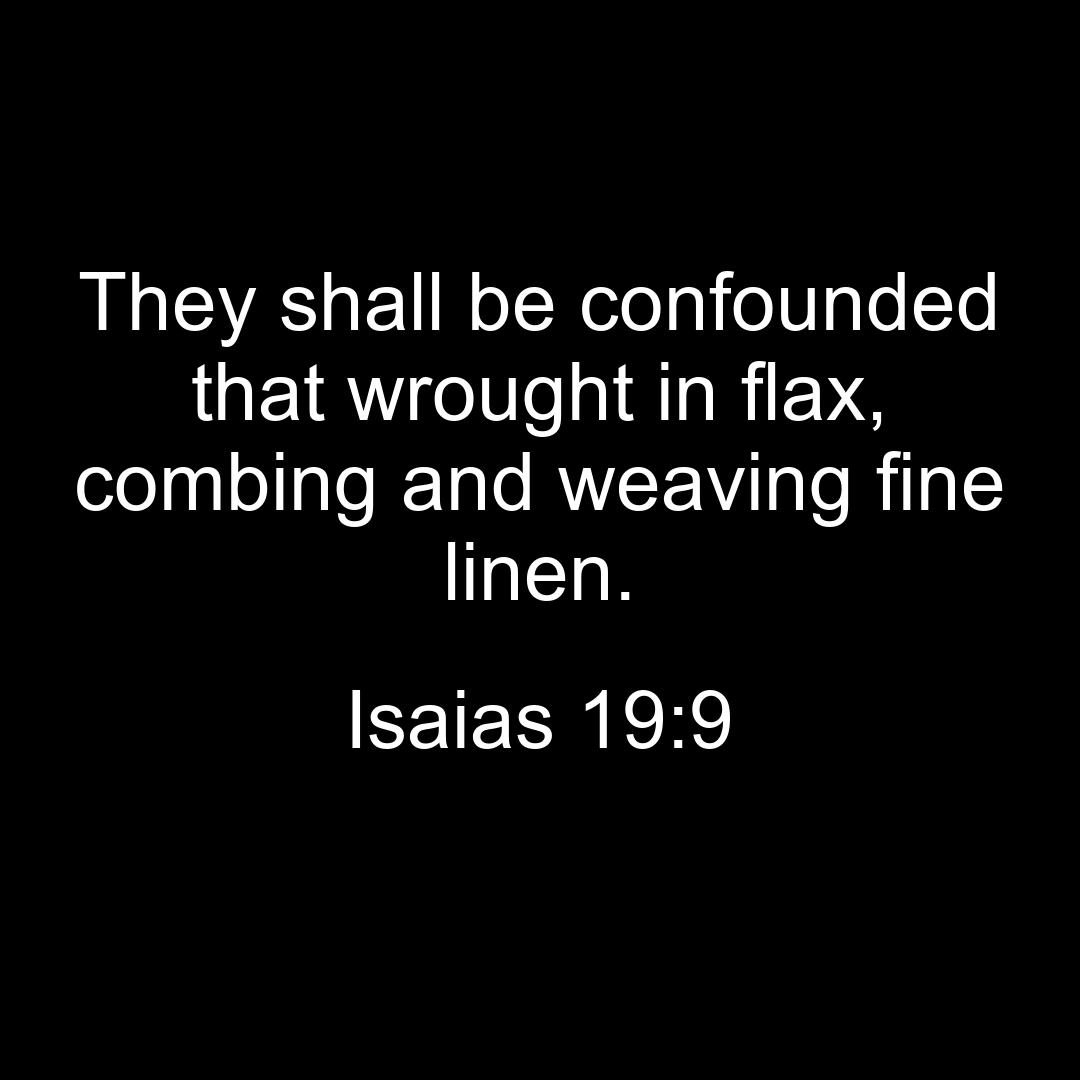 They shall be confounded
that wrought in flax,
combing and weaving fine
linen.
Isaias 19:9